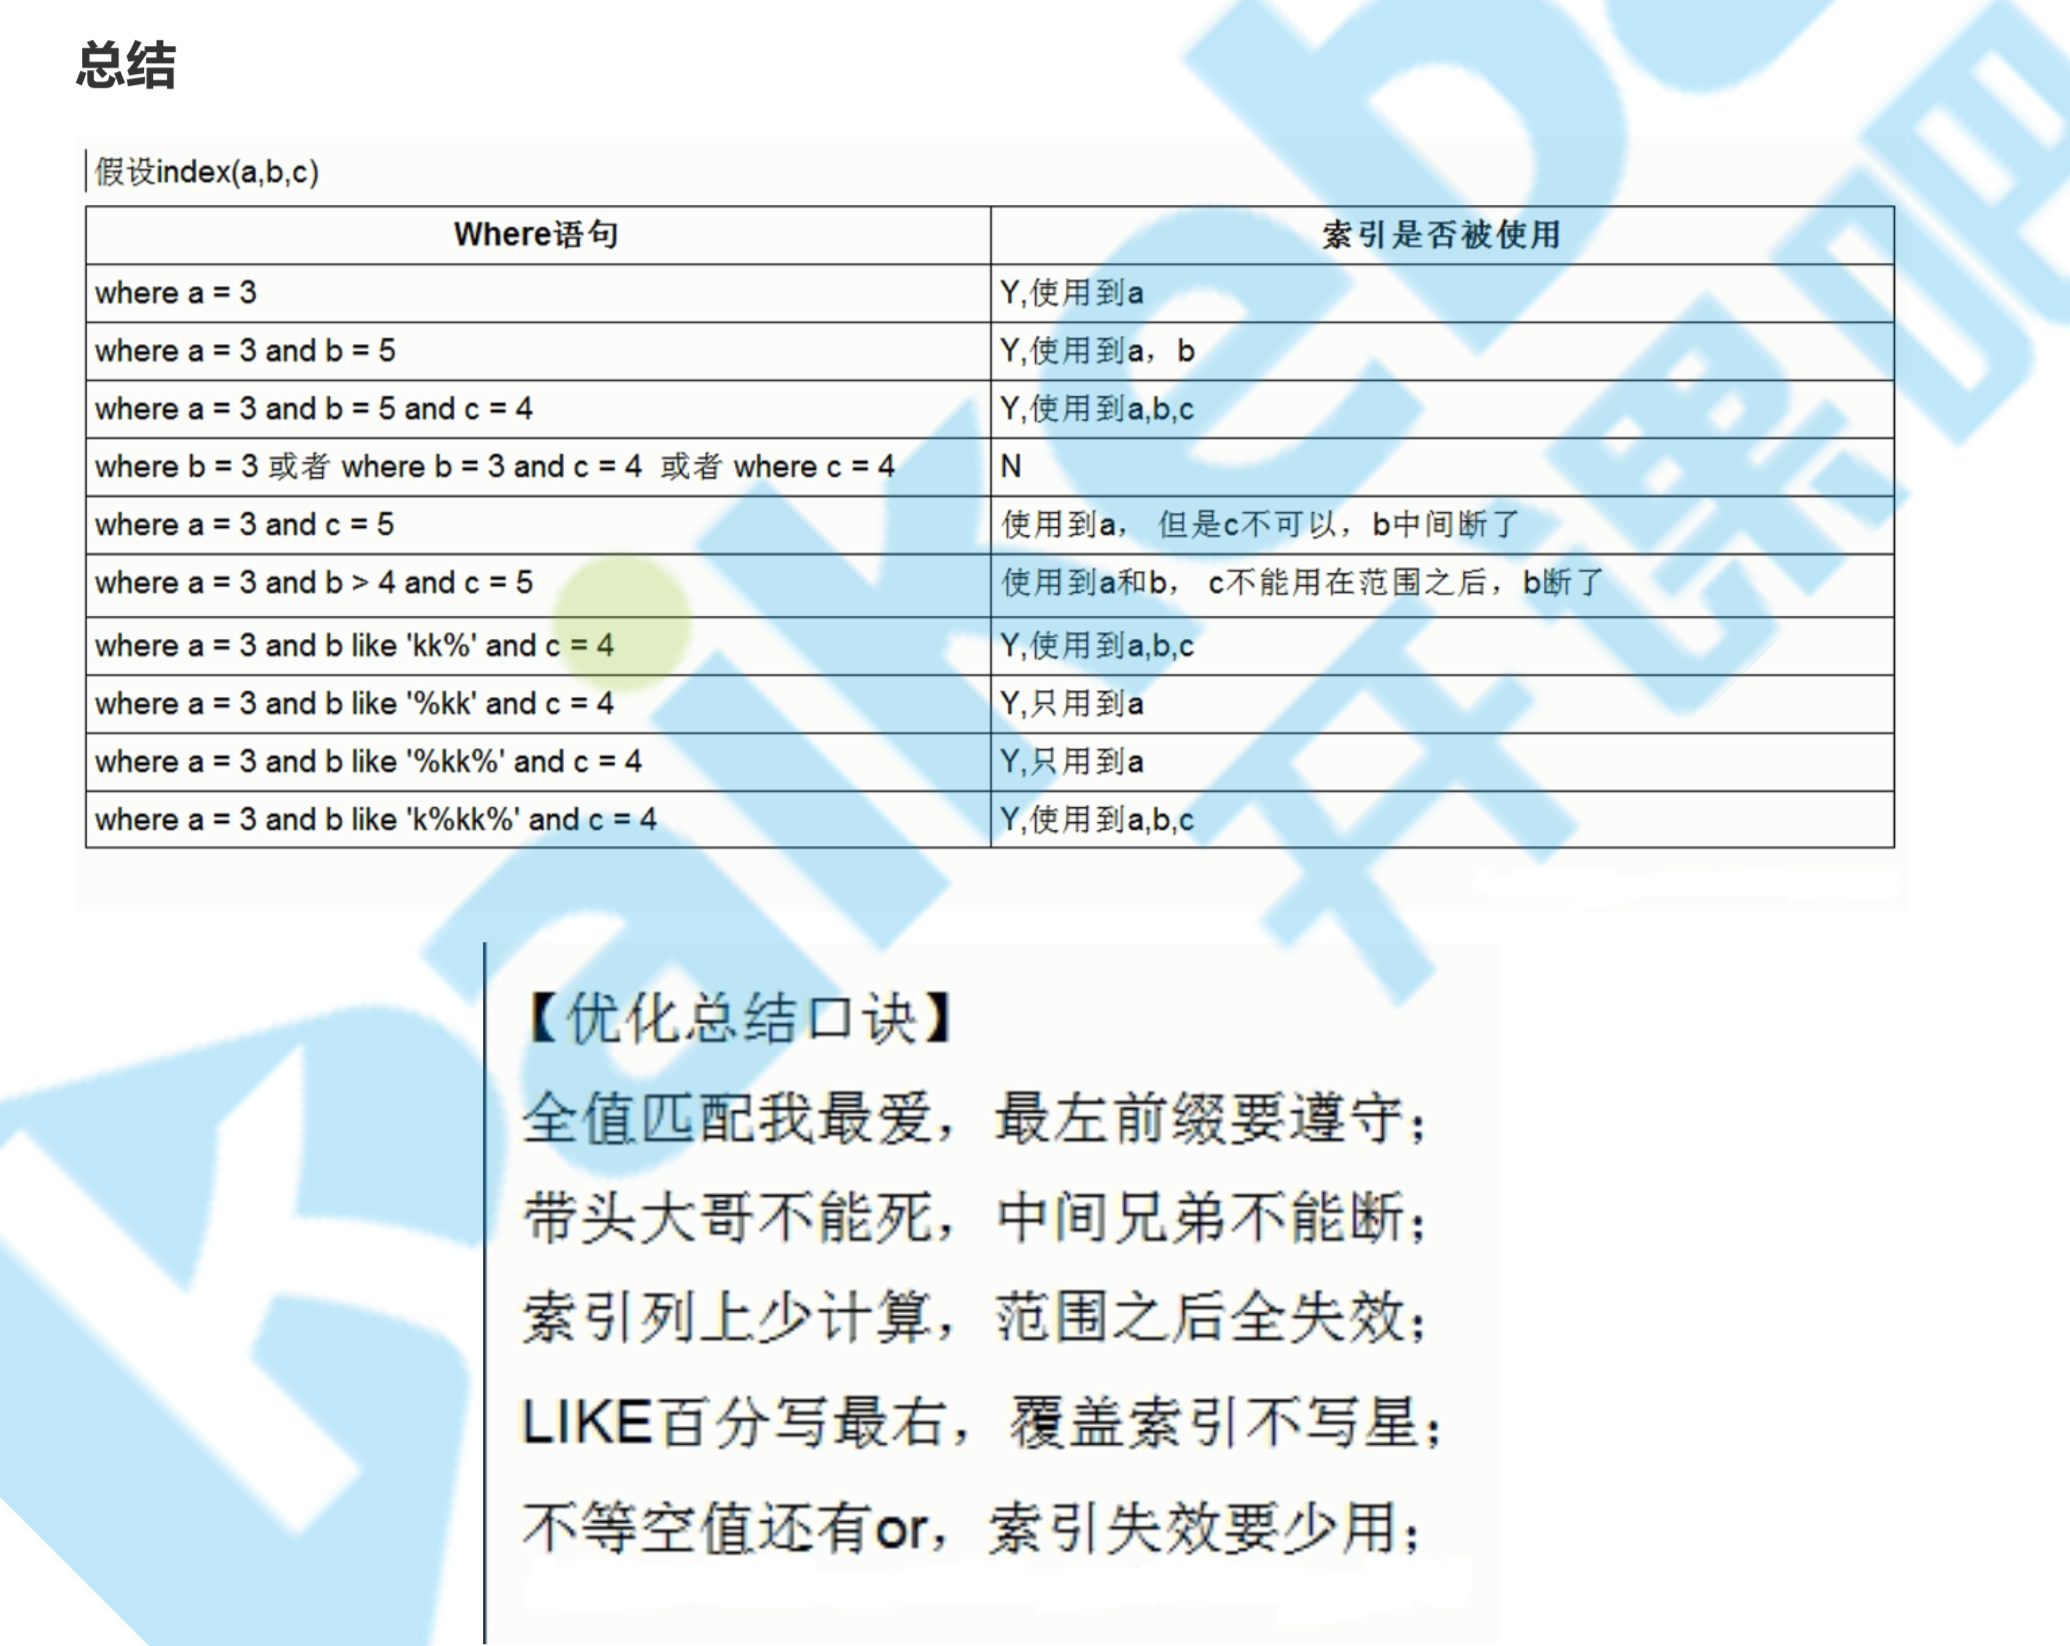 总结
假设index(a,b,c)
Where语句 索引是否被使用
where a = 3 Y,使用到a
where a = 3 and b = 5 Y,使用到a，b
where a = 3 and b = 5 and c = 4 Y,使用到a,b,c
where b = 3 或者 where b = 3 and c = 4 或者 where c = 4 N
where a = 3 and c = 5 使用到a， 但是c不可以，b中间断了
where a = 3 and b > 4 and c = 5 使用到a和b， c不能用在范围之后，b断了
where a = 3 and b like 'kk%' and c = 4 Y,使用到a,b,c
where a = 3 and b like '%kk' and c = 4 Y,只用到a
where a = 3 and b like '%kk%' and c = 4 Y,只用到a
where a = 3 and b like 'k%kk%' and c = 4 Y,使用到a,b,c
【优化总结口诀】
全值匹配我最爱，最左前缀要遵守；
带头大哥不能死，中间兄弟不能断；
索引列上少计算，范围之后全失效；
LIKE百分写最右，覆盖索引不写星；
不等空值还有or，索引失效要少用；
kaikeba
开课吧